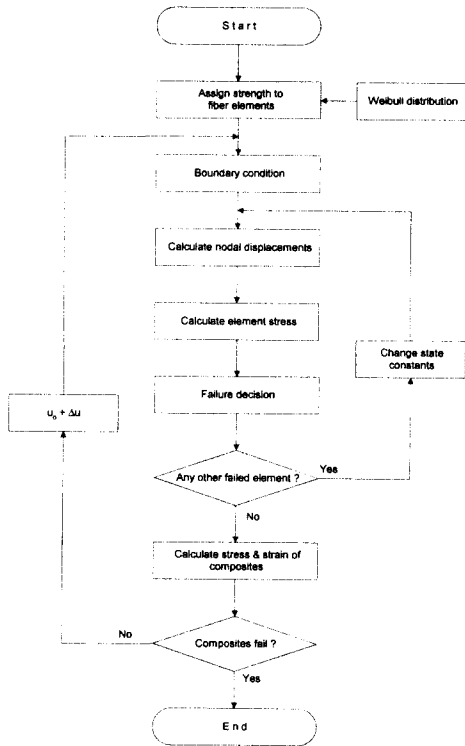 Start
Assign strength to
fiber elements
Weibull distribution
Boundary condition
Calculate nodal displacements
Calculate element stress
Change state
constants
Failure decision
u₀ + Δu
Any other failed element ?
Yes
No
Calculate stress & strain of
composites
No
Composites fail ?
Yes
End